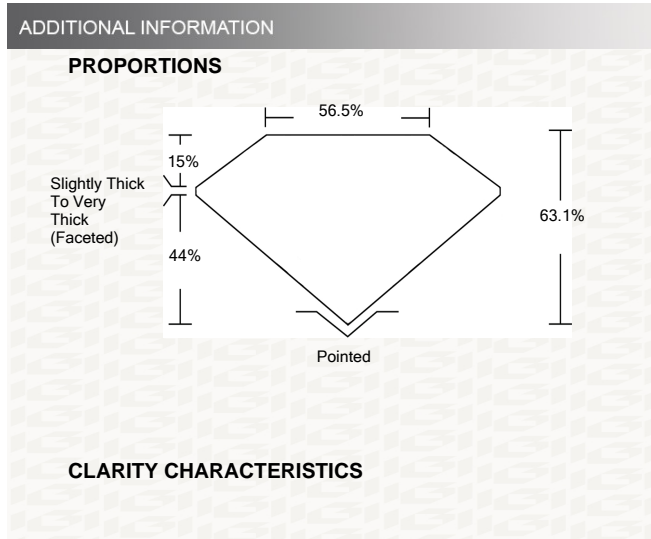 ADDITIONAL INFORMATION
PROPORTIONS
56.5%
15%
Slightly Thick
To Very
Thick
(Faceted)
63.1%
44%
Pointed
CLARITY CHARACTERISTICS